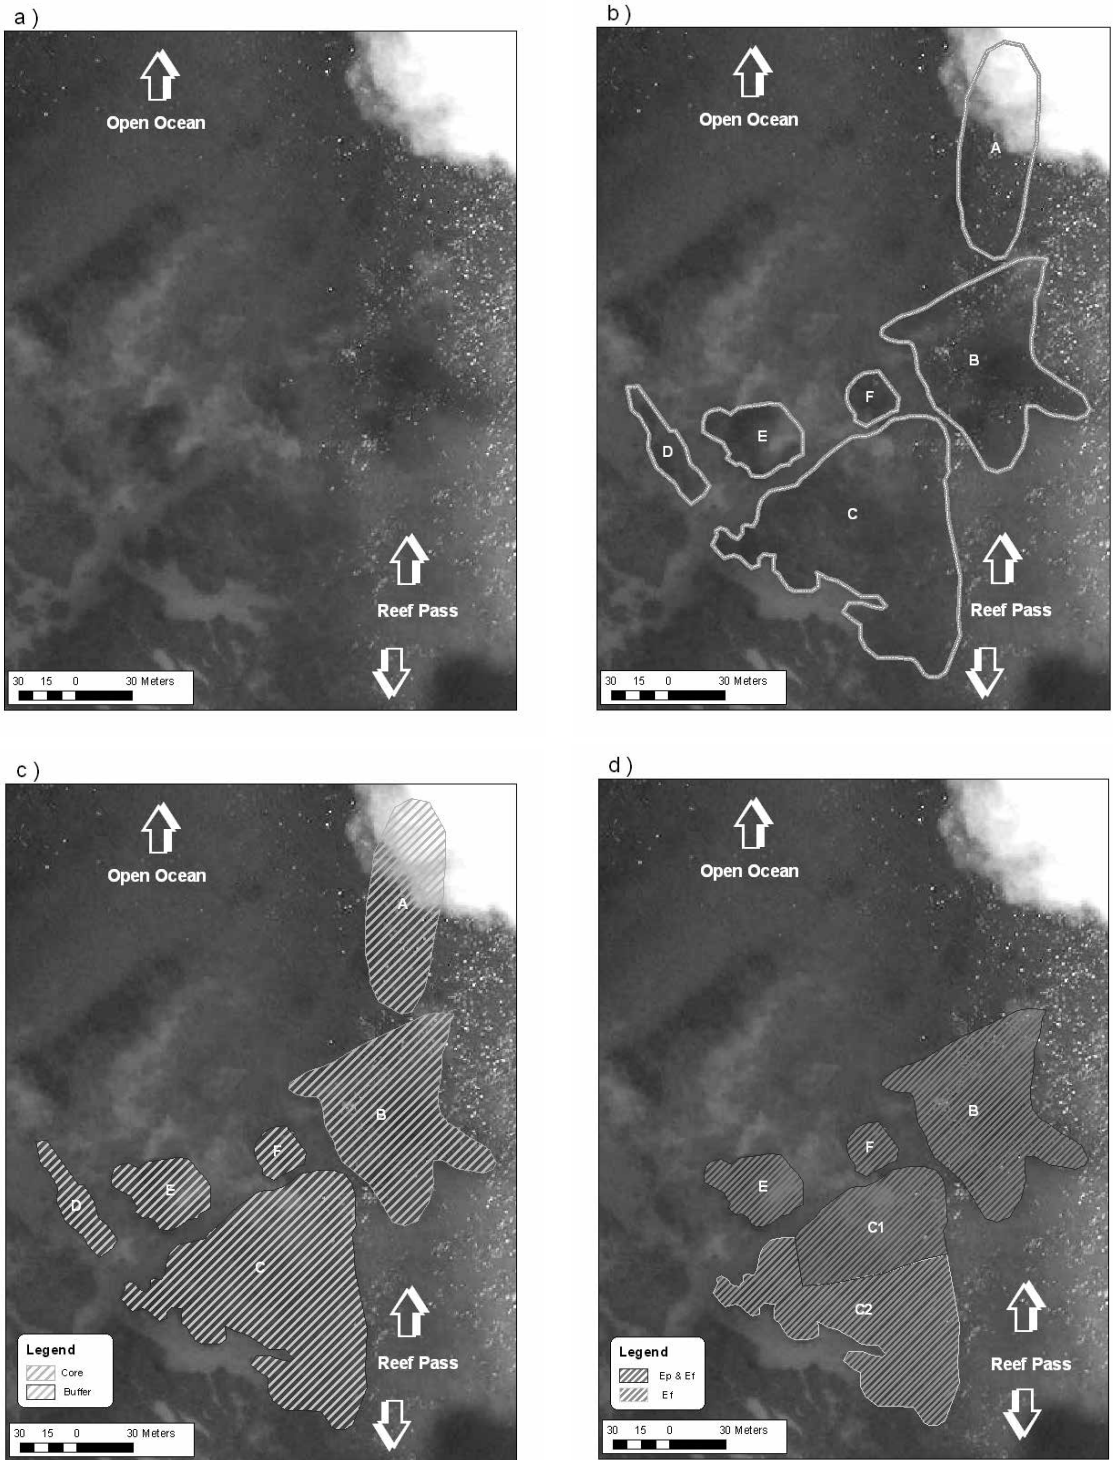 a )
Open Ocean
Reef Pass
30 15 0 30 Meters
b )
Open Ocean
A
B
F
E
D
C
Reef Pass
30 15 0 30 Meters
c )
Open Ocean
A
B
F
E
D
C
Reef Pass
Legend
Core
Buffer
30 15 0 30 Meters
d )
Open Ocean
B
F
E
C1
C2
Reef Pass
Legend
Ep & Ef
Ef
30 15 0 30 Meters